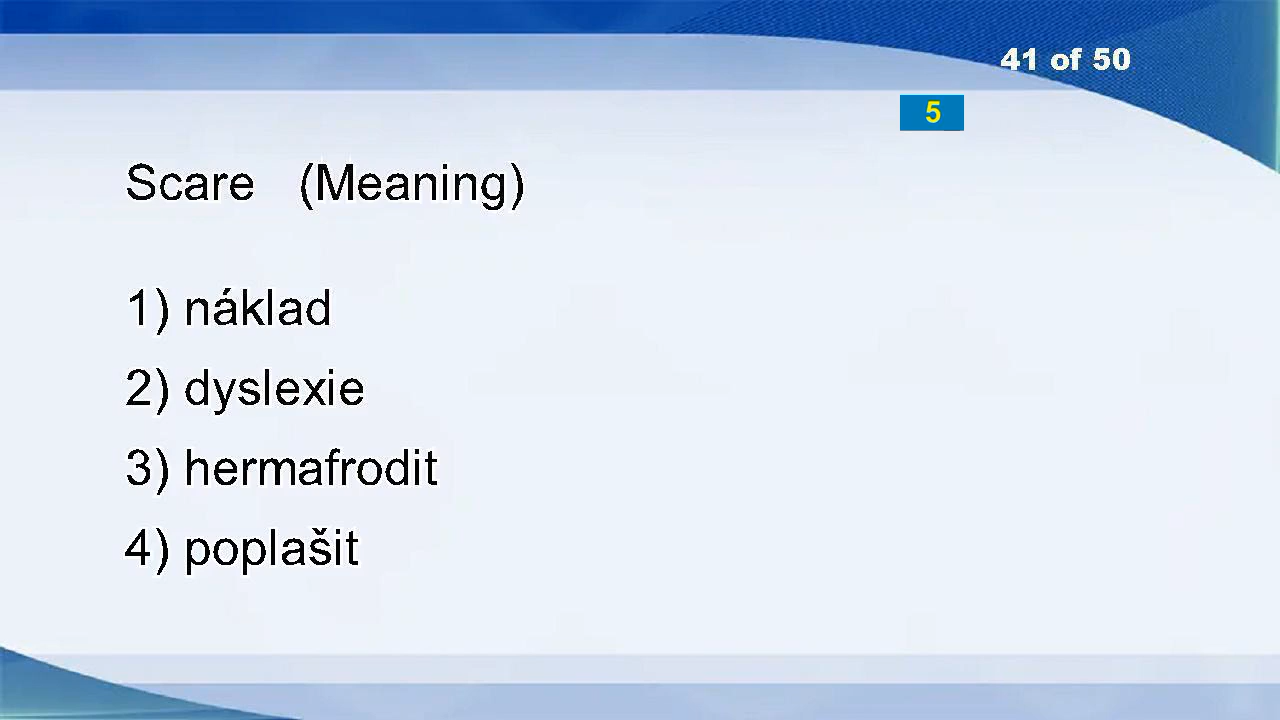 41 of 50
5
Scare (Meaning)
1) náklad
2) dyslexie
3) hermafrodit
4) poplašit